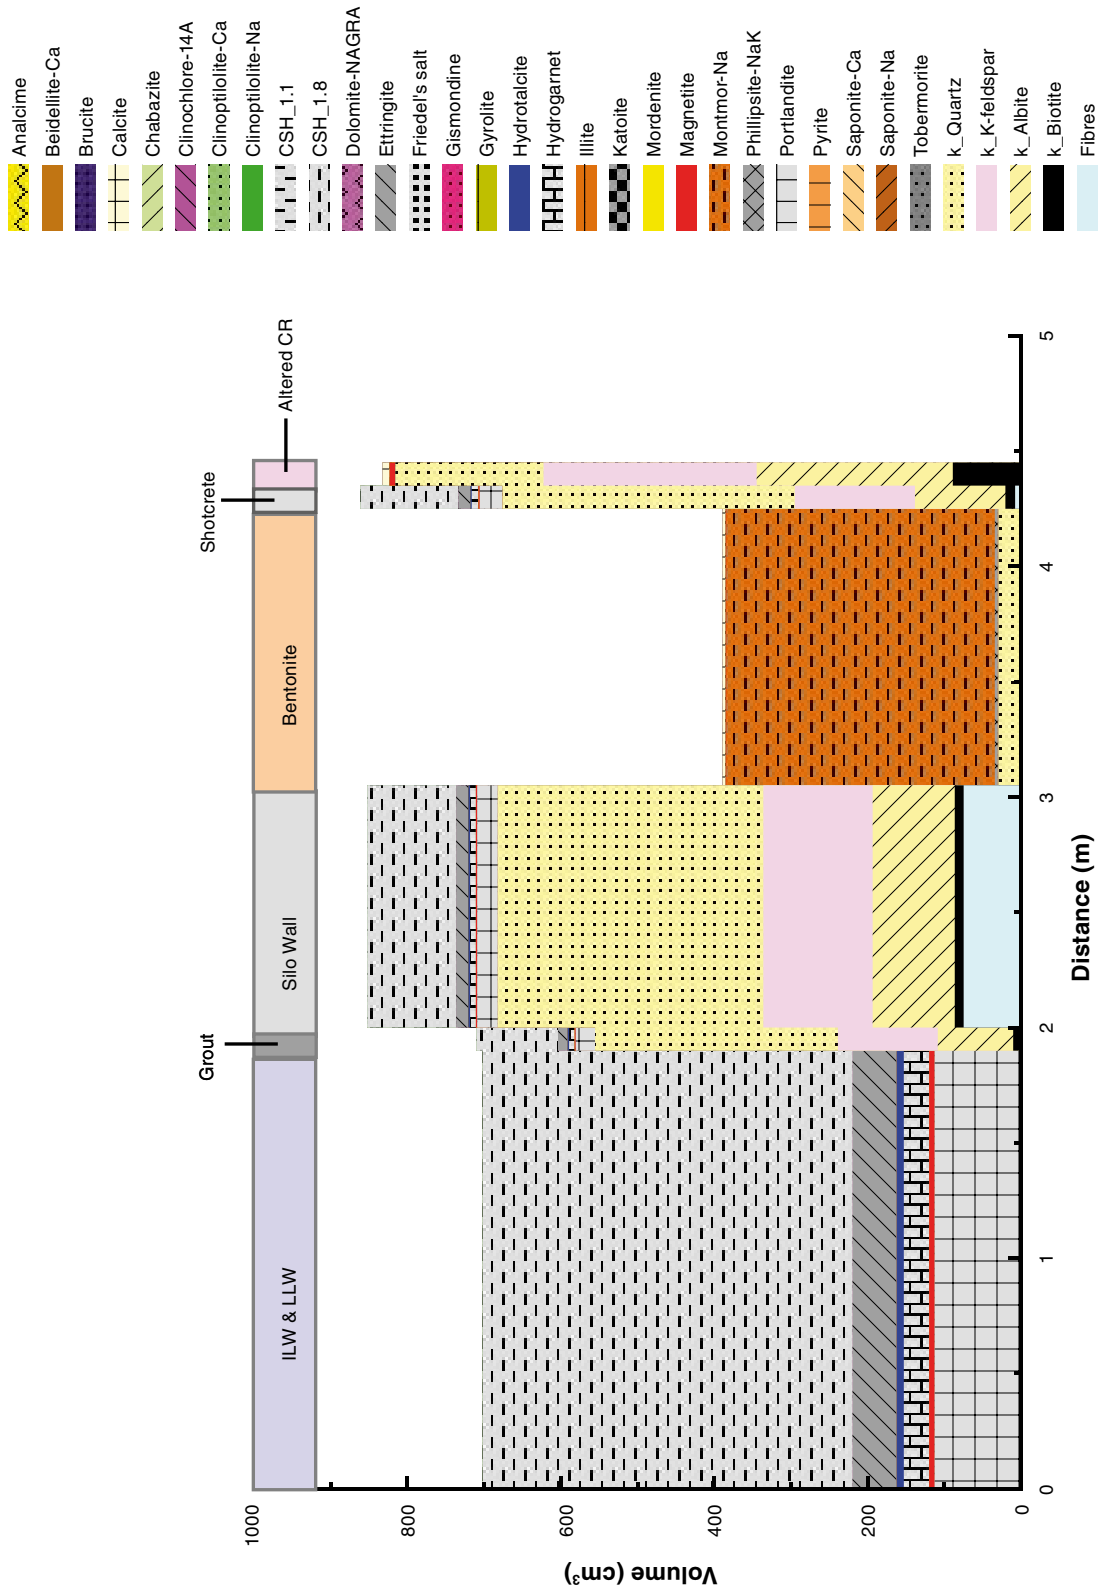 Analcime
Beidellite-Ca
Brucite
Calcite
Chabazite
Clinochlore-14A
Clinoptilolite-Ca
Clinoptilolite-Na
CSH_1.1
CSH_1.8
Dolomite-NAGRA
Ettringite
Friedel's salt
Gismondine
Gyrolite
Hydrotalcite
Hydrogarnet
Illite
Katoite
Mordenite
Magnetite
Montmor-Na
Phillipsite-NaK
Portlandite
Pyrite
Saponite-Ca
Saponite-Na
Tobermorite
k_Quartz
k_K-feldspar
k_Albite
k_Biotite
Fibres
Grout
Shotcrete
Altered CR
ILW & LLW
Silo Wall
Bentonite
1000
800
600
400
200
0
Volume (cm³)
0
1
2
3
4
5
Distance (m)